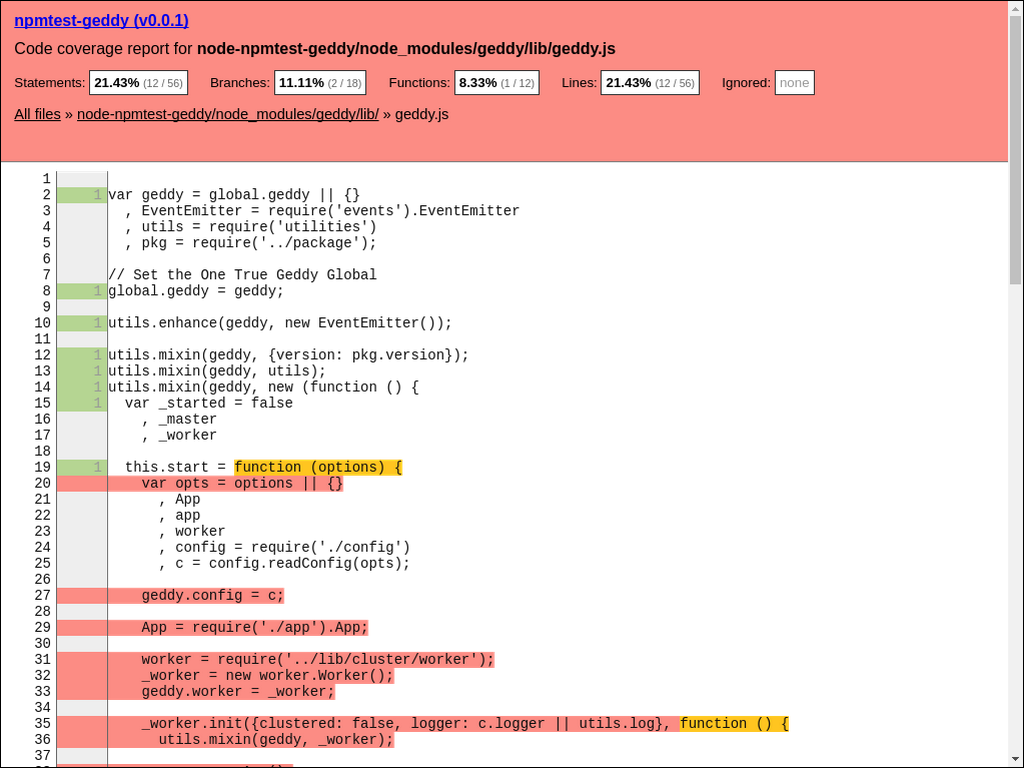 npmtest-geddy (v0.0.1)
Code coverage report for node-npmtest-geddy/node_modules/geddy/lib/geddy.js
Statements: 21.43% (12 / 56) Branches: 11.11% (2 / 18) Functions: 8.33% (1 / 12) Lines: 21.43% (12 / 56) Ignored: none
All files » node-npmtest-geddy/node_modules/geddy/lib/ » geddy.js
1
2 1 var geddy = global.geddy || {}
3 , EventEmitter = require('events').EventEmitter
4 , utils = require('utilities')
5 , pkg = require('../package');
6
7 // Set the One True Geddy Global
8 1 global.geddy = geddy;
9
10 1 utils.enhance(geddy, new EventEmitter());
11
12 1 utils.mixin(geddy, {version: pkg.version});
13 1 utils.mixin(geddy, utils);
14 1 utils.mixin(geddy, new (function () {
15 1 var _started = false
16 , _master
17 , _worker
18
19 1 this.start = function (options) {
20 var opts = options || {}
21 , App
22 , app
23 , worker
24 , config = require('./config')
25 , c = config.readConfig(opts);
26
27 geddy.config = c;
28
29 App = require('./app').App;
30
31 worker = require('../lib/cluster/worker');
32 _worker = new worker.Worker();
33 geddy.worker = _worker;
34
35 _worker.init({clustered: false, logger: c.logger || utils.log}, function () {
36 utils.mixin(geddy, _worker);
37